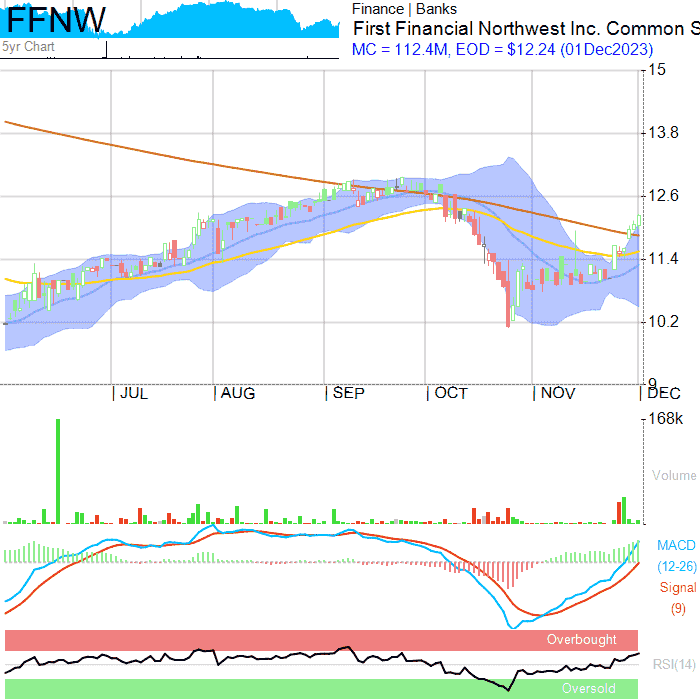 FFNW
5yr Chart
Finance | Banks
First Financial Northwest Inc. Common S
MC = 112.4M, EOD = $12.24 (01Dec2023)
15
13.8
12.6
11.4
10.2
9
JUL AUG SEP OCT NOV DEC
168k
Volume
MACD
(12-26)
Signal
(9)
Overbought
RSI(14)
Oversold